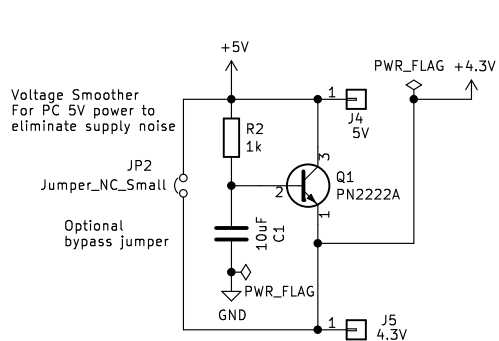 +5V
PWR_FLAG +4.3V
Voltage Smoother
For PC 5V power to
eliminate supply noise
1
J4
5V
R2
1k
JP2
Jumper_NC_Small
3
Q1
PN2222A
2
1
Optional
bypass jumper
10uF
C1
PWR_FLAG
GND
1
J5
4.3V